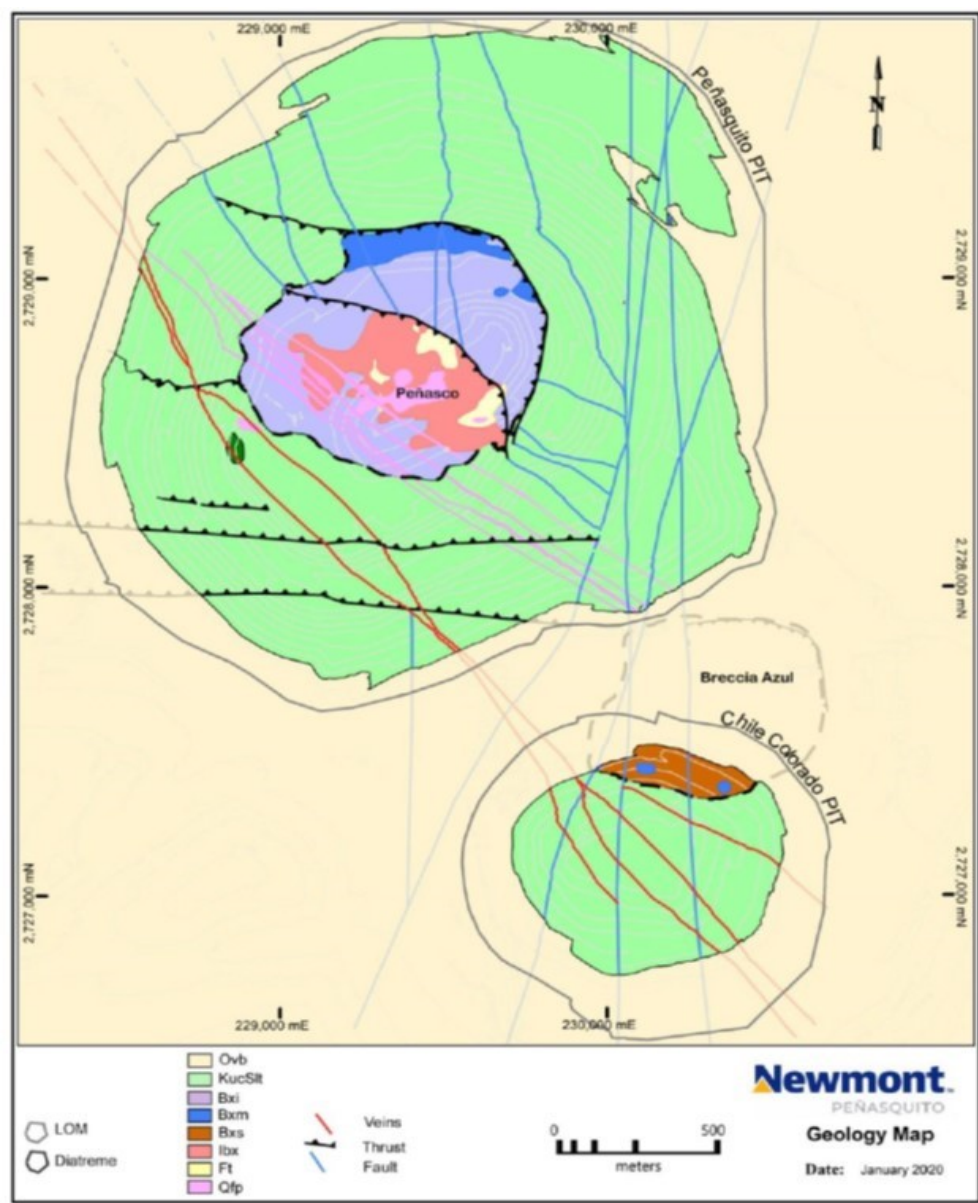 229,000 mE
230,000 mE
Peñasquito PIT
N
2,729,000 mN
2,729,000 mN
Peñasco
2,728,000 mN
2,728,000 mN
Breccia Azul
Chile Colorado PIT
2,727,000 mN
2,727,000 mN
229,000 mE
230,000 mE
LOM
Diatreme
Ovb
KucSlt
Bxi
Bxm
Bxs
Ibx
Ft
Qfp
Veins
Thrust
Fault
0 500
meters
Newmont™
PEÑASQUITO
Geology Map
Date: January 2020